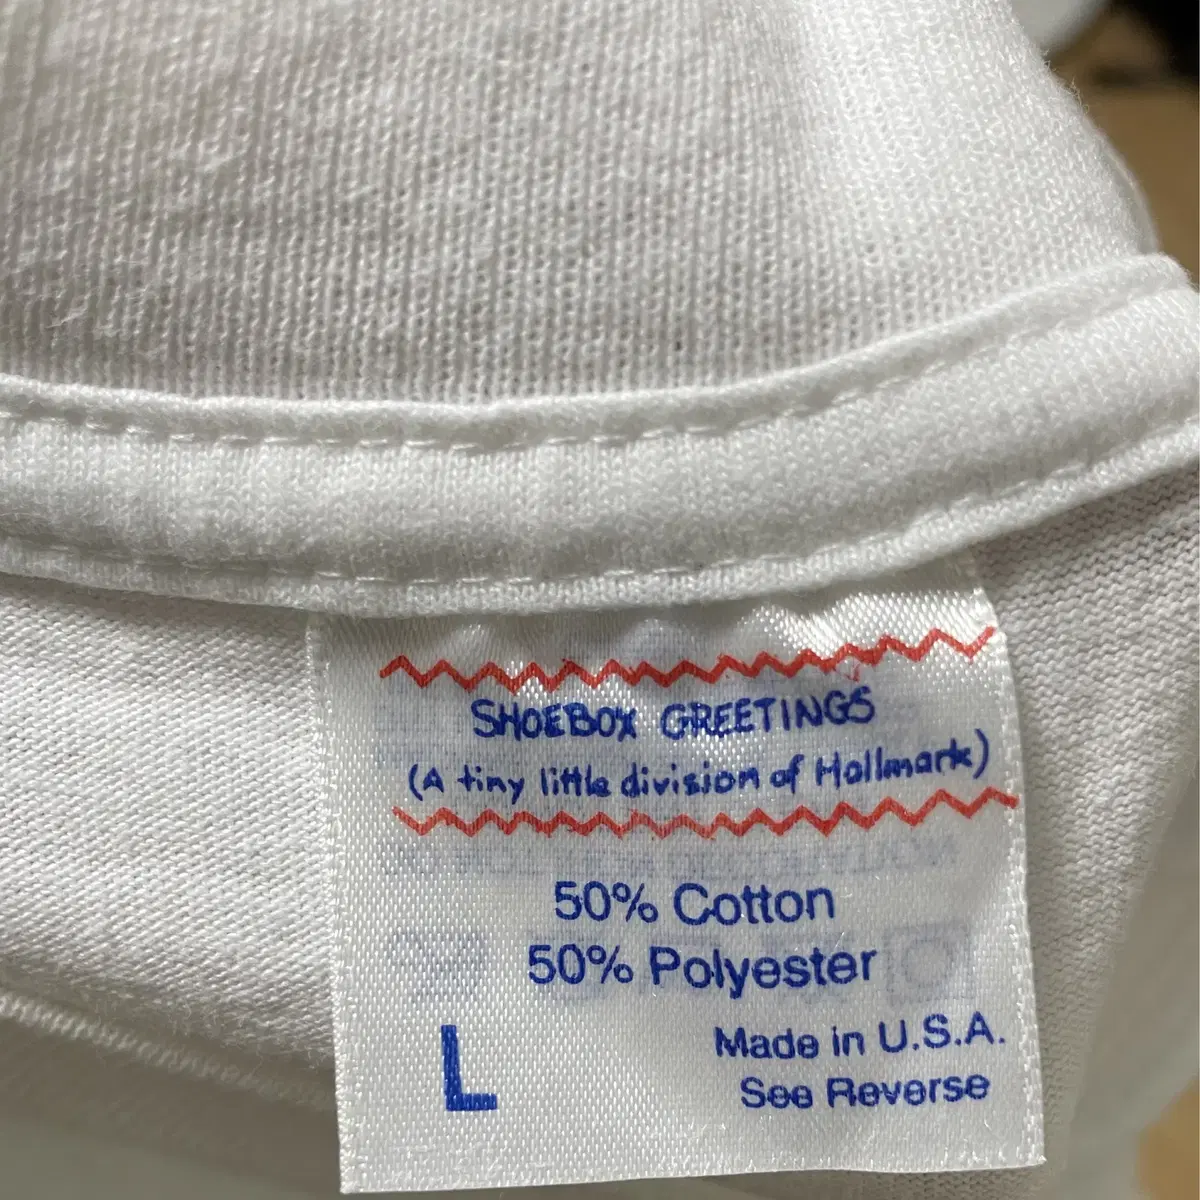 SHOEBOX GREETINGS
(A tiny little division of Hallmark)
50% Cotton
50% Polyester
L
Made in U.S.A.
See Reverse